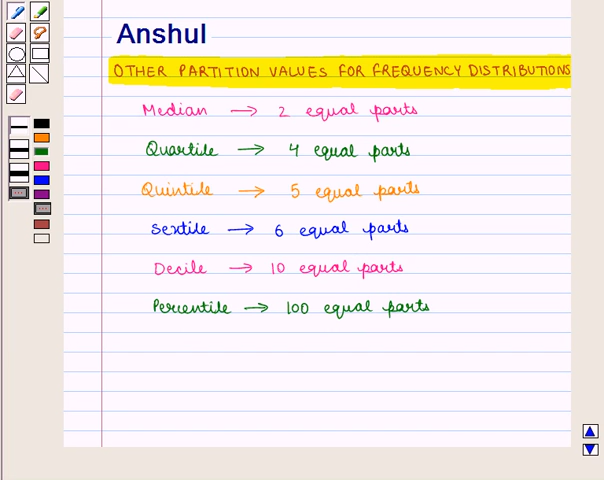 Anshul
OTHER PARTITION VALUES FOR FREQUENCY DISTRIBUTIONS
Median → 2 equal parts
Quartile → 4 equal parts
Quintile → 5 equal parts
Sextile → 6 equal parts
Decile → 10 equal parts
Percentile → 100 equal parts